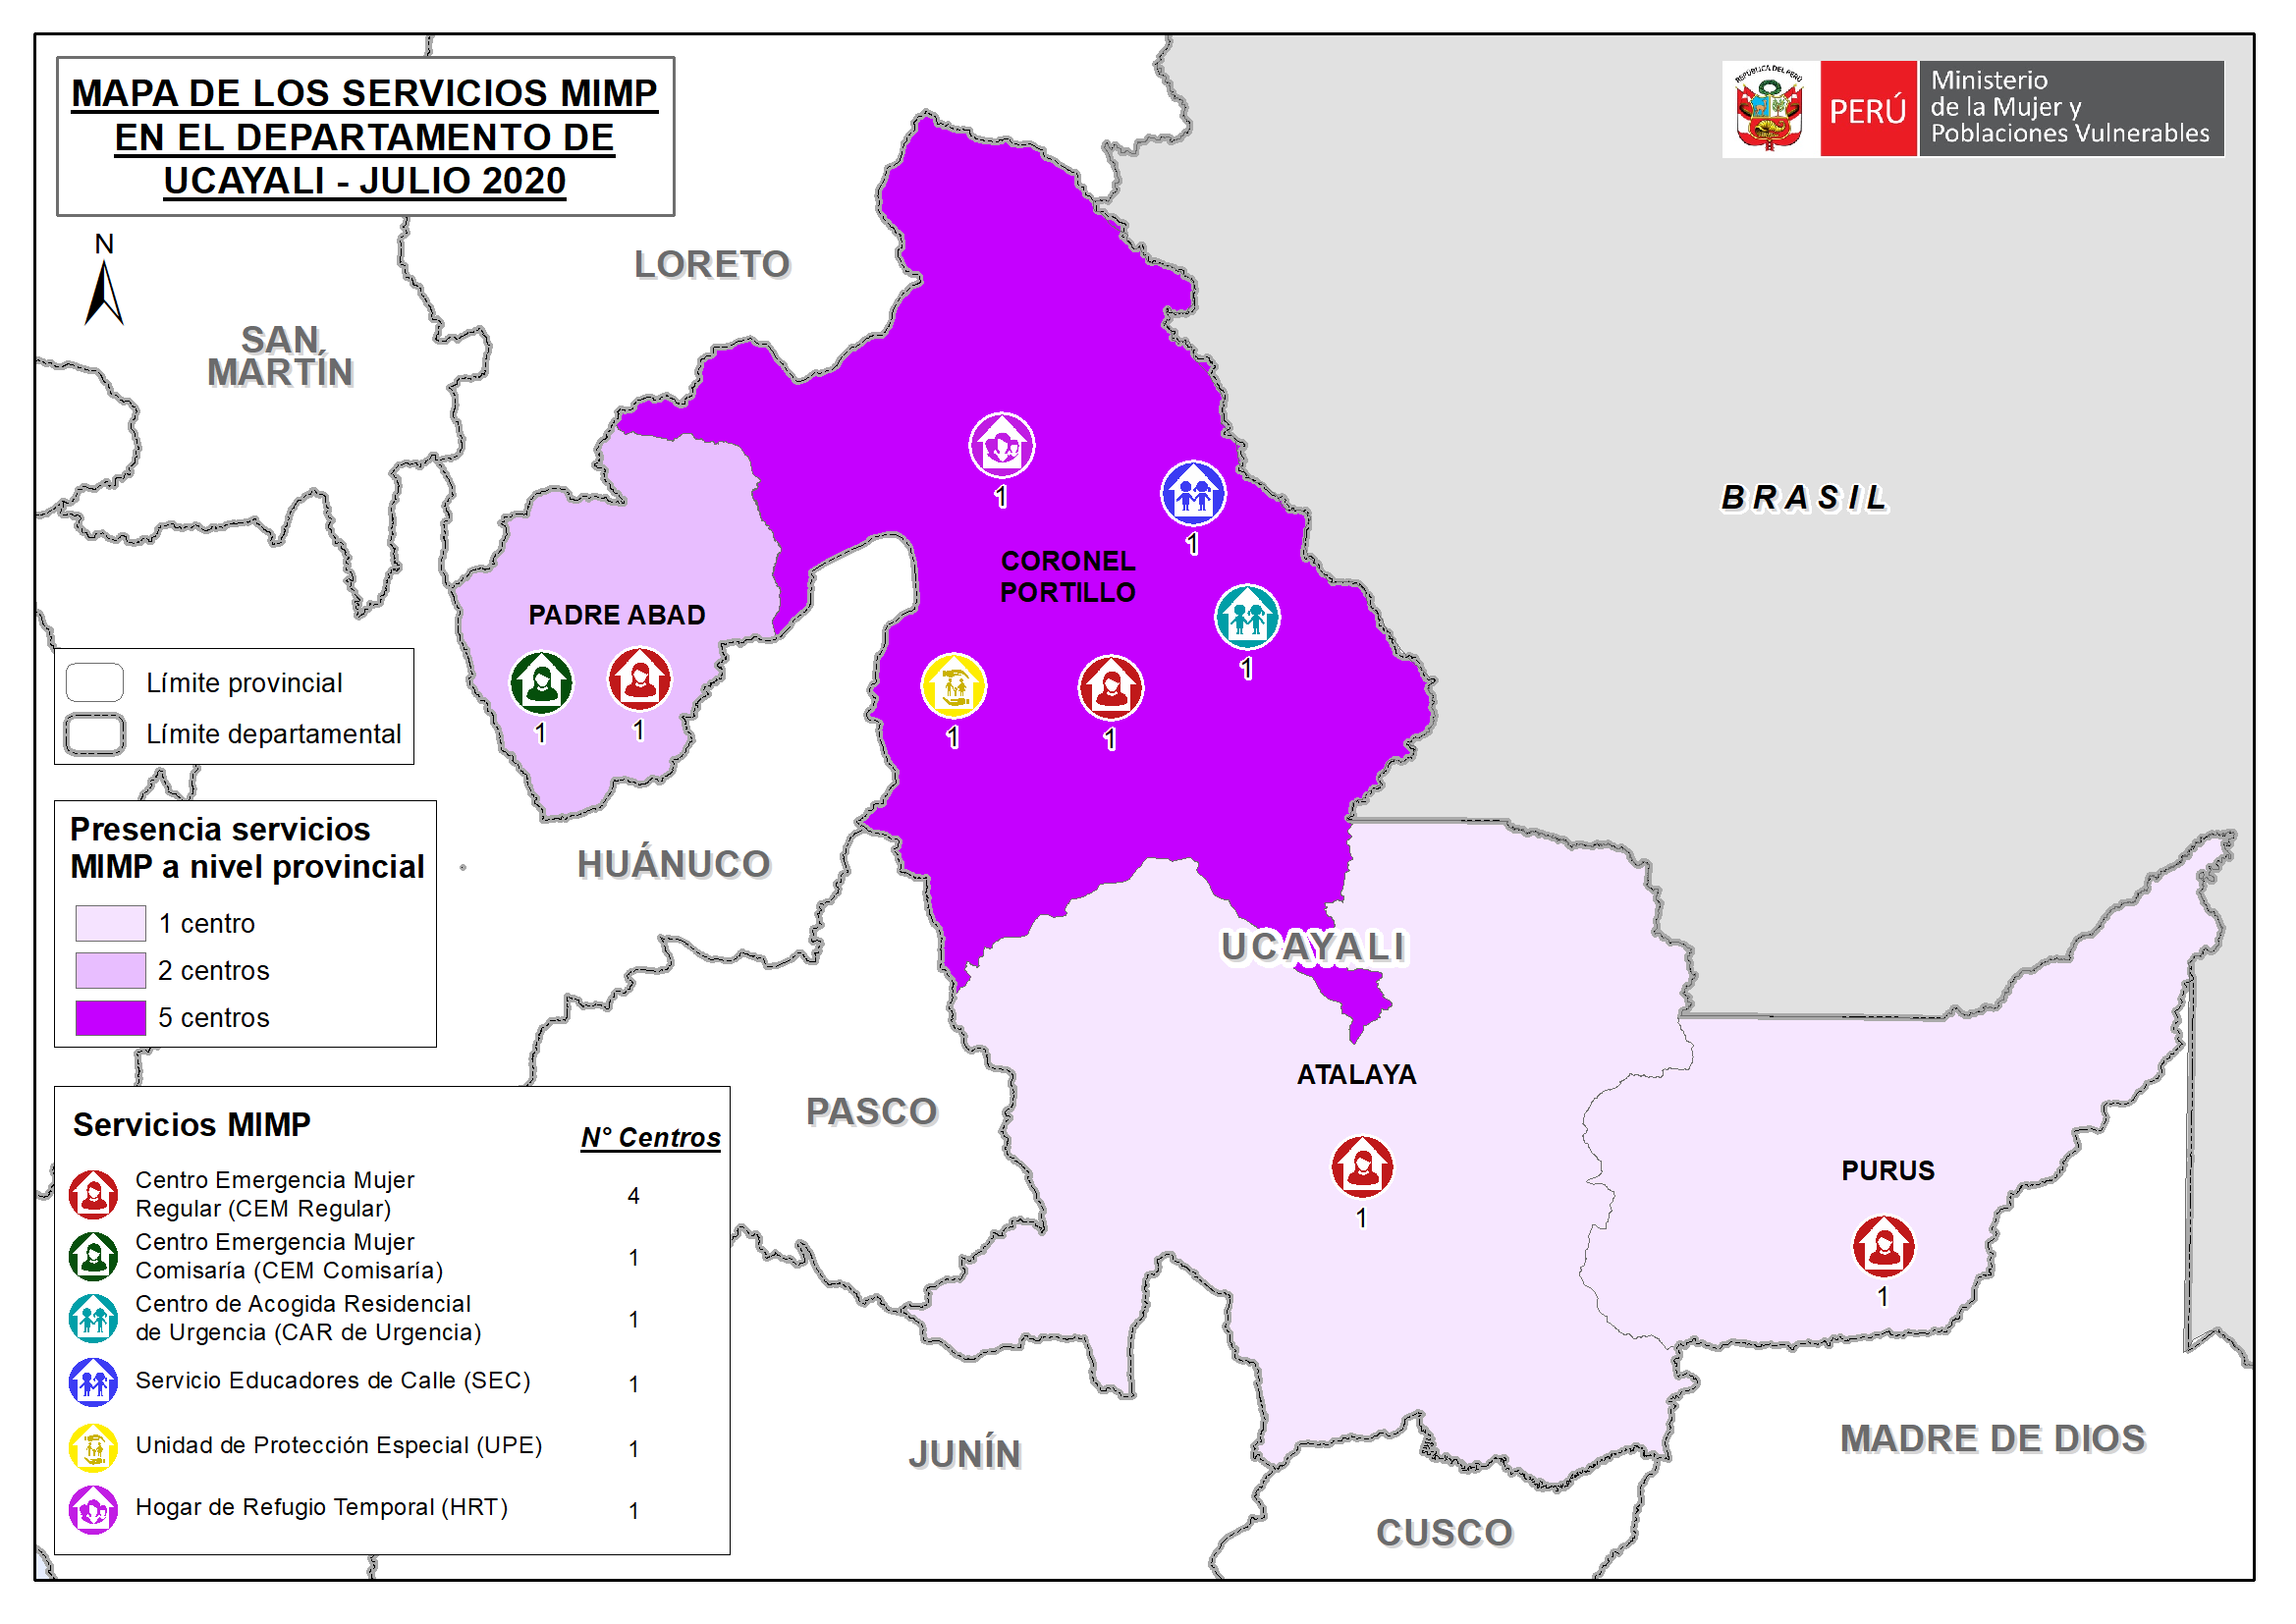 MAPA DE LOS SERVICIOS MIMP
EN EL DEPARTAMENTO DE
UCAYALI - JULIO 2020
REPÚBLICA DEL PERÚ
PERÚ
Ministerio
de la Mujer y
Poblaciones Vulnerables
N
LORETO
SAN
MARTÍN
BRASIL
1
1
CORONEL
PORTILLO
PADRE ABAD
1
1
1
1
1
Límite provincial
Límite departamental
Presencia servicios
MIMP a nivel provincial
1 centro
2 centros
5 centros
HUÁNUCO
UCAYALI
ATALAYA
1
PASCO
PURUS
1
Servicios MIMP
N° Centros
Centro Emergencia Mujer
Regular (CEM Regular)
4
Centro Emergencia Mujer
Comisaría (CEM Comisaría)
1
Centro de Acogida Residencial
de Urgencia (CAR de Urgencia)
1
Servicio Educadores de Calle (SEC)
1
Unidad de Protección Especial (UPE)
1
Hogar de Refugio Temporal (HRT)
1
JUNÍN
MADRE DE DIOS
CUSCO